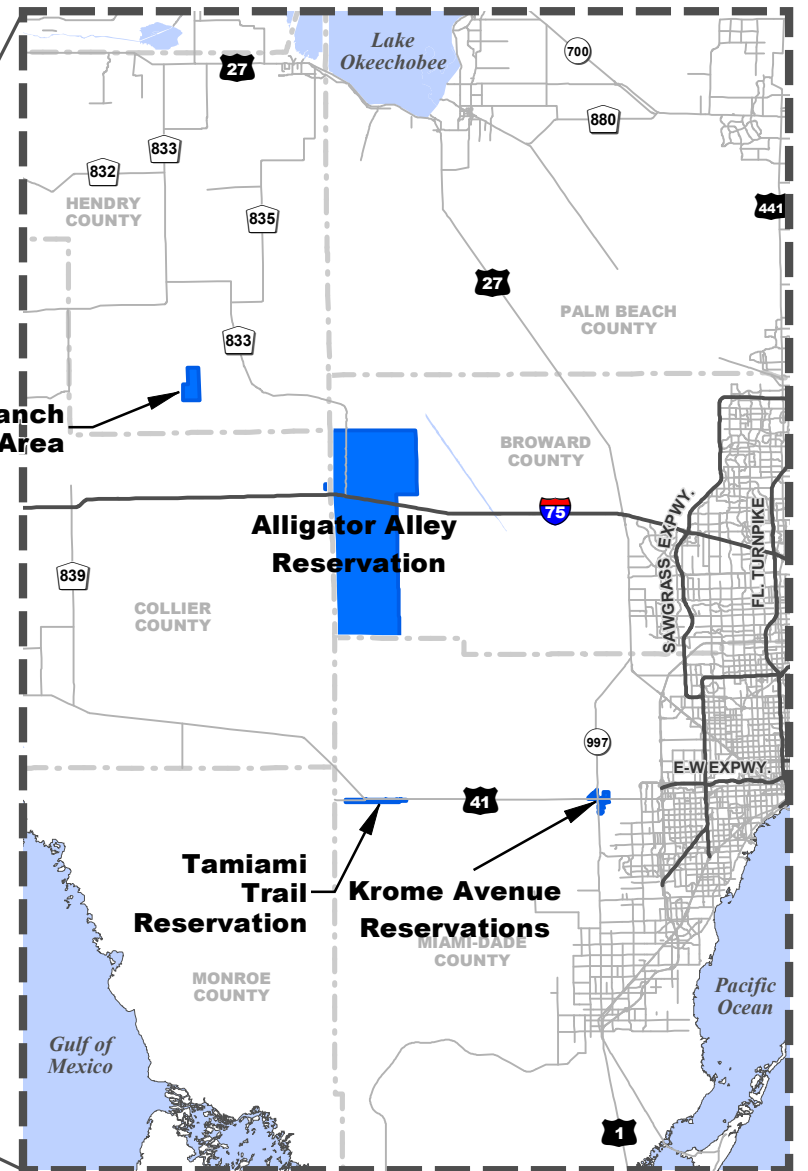 Lake
Okeechobee
700
27
880
833
832
HENDRY
COUNTY
835
441
27
PALM BEACH
COUNTY
833
anch
Area
BROWARD
COUNTY
SAWGRASS EXPWY.
FL. TURNPIKE
75
Alligator Alley
Reservation
839
COLLIER
COUNTY
997
E-W EXPWY.
41
Tamiami
Trail
Reservation
Krome Avenue
Reservations
MIAMI-DADE
COUNTY
MONROE
COUNTY
Pacific
Ocean
Gulf of
Mexico
1